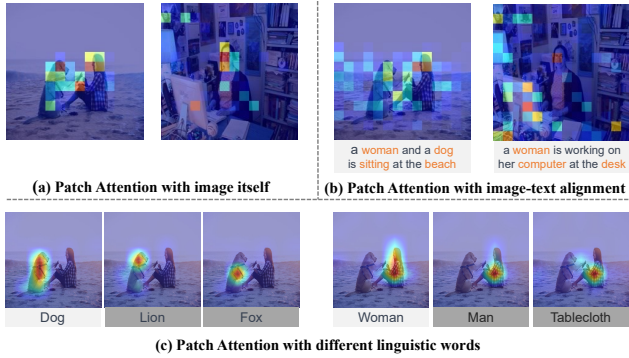 a woman and a dog
is sitting at the beach
a woman is working on
her computer at the desk
(a) Patch Attention with image itself
(b) Patch Attention with image-text alignment
Dog
Lion
Fox
Woman
Man
Tablecloth
(c) Patch Attention with different linguistic words